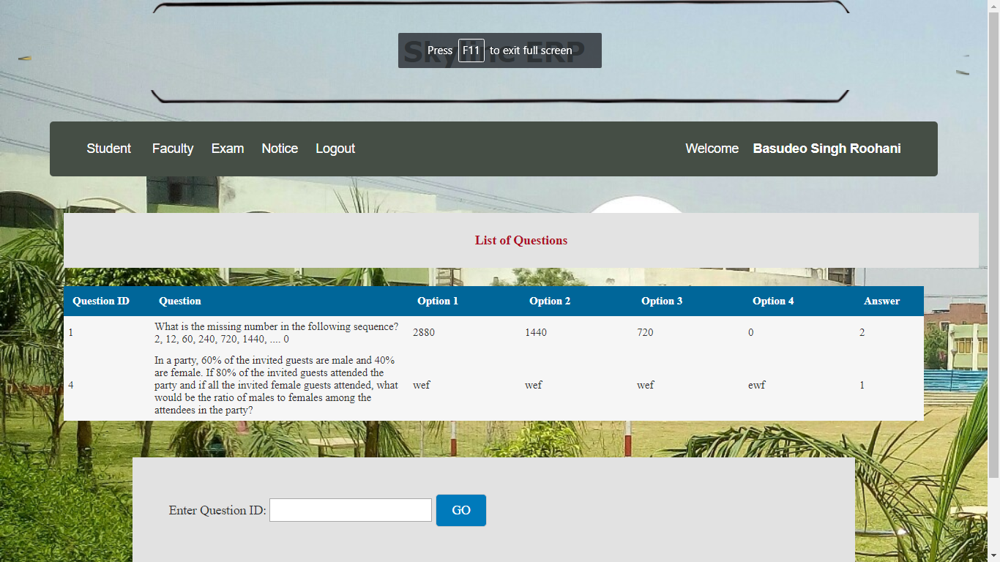 Skyline ERP
Press F11 to exit full screen
Student Faculty Exam Notice Logout Welcome Basudeo Singh Roohani
List of Questions
Question ID Question Option 1 Option 2 Option 3 Option 4 Answer
1 What is the missing number in the following sequence? 2880 1440 720 0 2
2, 12, 60, 240, 720, 1440, .... 0
In a party, 60% of the invited guests are male and 40%
are female. If 80% of the invited guests attended the
4 party and if all the invited female guests attended, what wef wef wef ewf 1
would be the ratio of males to females among the
attendees in the party?
Enter Question ID: GO